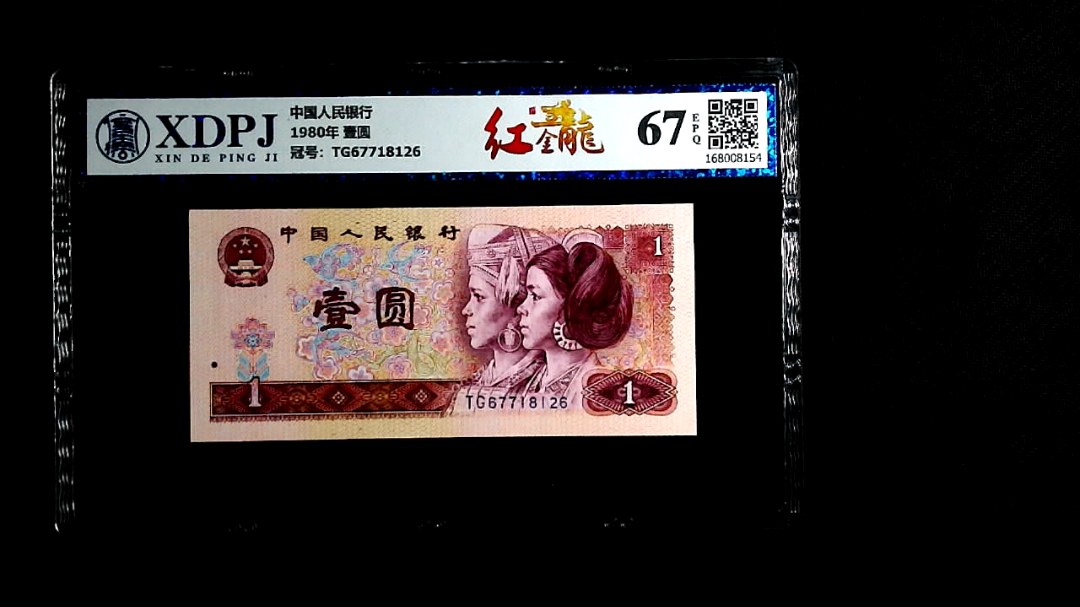 XDPJ
XIN DE PING JI
中国人民银行
1980年 壹圆
冠号: TG67718126
红金龍
67
EPQ
168008154
中国人民银行
1
壹圆
1
TG67718126
1